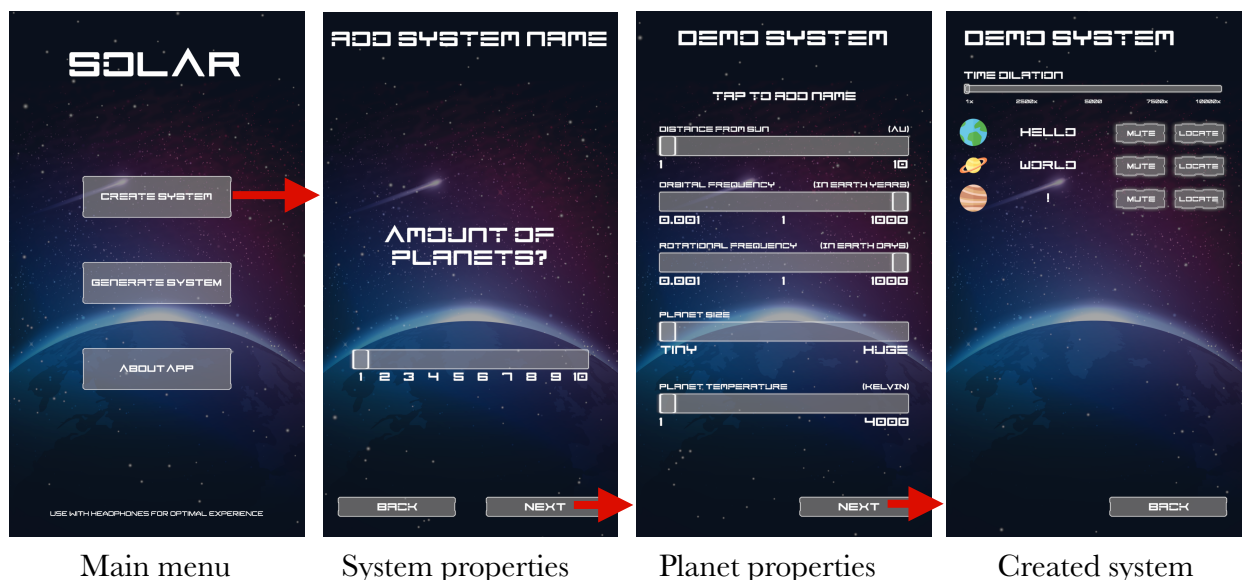 SOLAR
CREATE SYSTEM
GENERATE SYSTEM
ABOUT APP
USE WITH HEADPHONES FOR OPTIMAL EXPERIENCE
Main menu
ADD SYSTEM NAME
AMOUNT OF
PLANETS?
1 2 3 4 5 6 7 8 9 10
BACK NEXT
System properties
DEMO SYSTEM
TAP TO ADD NAME
DISTANCE FROM SUN (AU)
1 10
ORBITAL FREQUENCY (IN EARTH YEARS)
0.001 1 1000
ROTATIONAL FREQUENCY (IN EARTH DAYS)
0.001 1 1000
PLANET SIZE
TINY HUGE
PLANET TEMPERATURE (KELVIN)
1 4000
NEXT
Planet properties
DEMO SYSTEM
TIME DILATION
1x 2500x 5000 7500x 10000x
HELLO MUTE LOCATE
WORLD MUTE LOCATE
! MUTE LOCATE
BACK
Created system